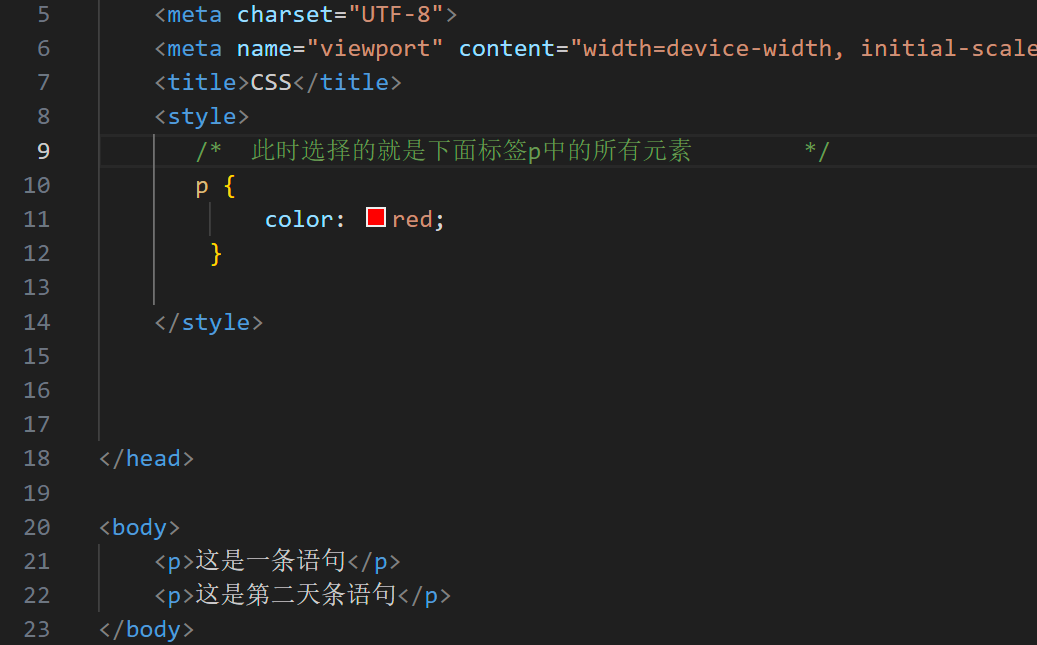 5 <meta charset="UTF-8">
6 <meta name="viewport" content="width=device-width, initial-scale
7 <title>CSS</title>
8 <style>
9 /* 此时选择的就是下面标签p中的所有元素 */
10 p {
11 color: red;
12 }
13
14 </style>
15
16
17
18 </head>
19
20 <body>
21 <p>这是一条语句</p>
22 <p>这是第二天条语句</p>
23 </body>